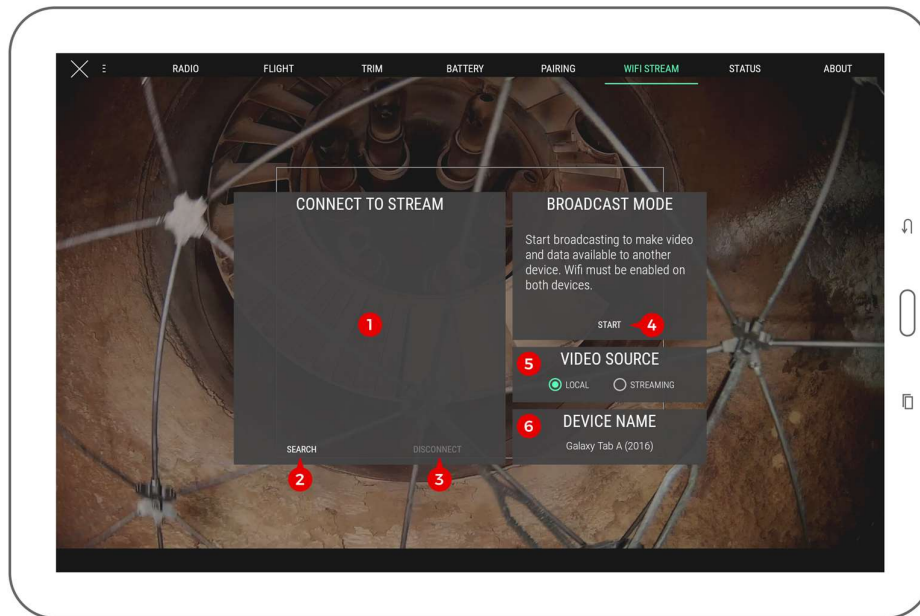 RADIO FLIGHT TRIM BATTERY PAIRING WIFI STREAM STATUS ABOUT
CONNECT TO STREAM
1
SEARCH
2
DISCONNECT
3
BROADCAST MODE
Start broadcasting to make video
and data available to another
device. Wifi must be enabled on
both devices.
START
4
5
VIDEO SOURCE
LOCAL STREAMING
6
DEVICE NAME
Galaxy Tab A (2016)